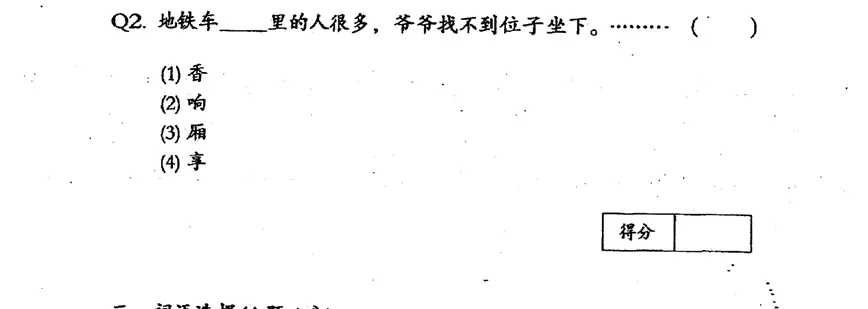 Q2. 地铁车____里的人很多，爷爷找不到位子坐下。……… ( )
(1) 香
(2) 响
(3) 厢
(4) 享
得分